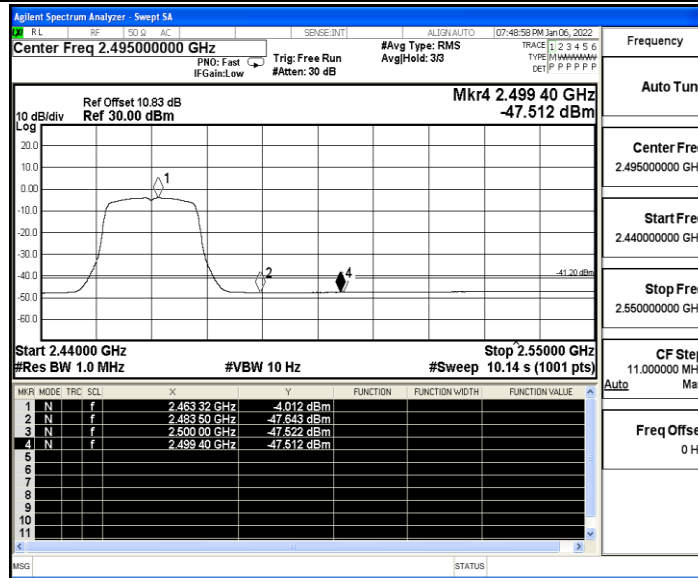 Agilent Spectrum Analyzer - Swept SA
RL RF 50 Ω AC SENSE:INT ALIGN AUTO 07:48:58 PM Jan 06, 2022
Center Freq 2.495000000 GHz
PNO: Fast
IFGain:Low
Trig: Free Run
#Atten: 30 dB
#Avg Type: RMS
Avg|Hold: 3/3
TRACE 1 2 3 4 5 6
TYPE M WWWWW
DET P P P P P P
Mkr4 2.499 40 GHz
-47.512 dBm
Ref Offset 10.83 dB
10 dB/div Ref 30.00 dBm
Log
20.0
10.0
0.00
-10.0
-20.0
-30.0
-40.0
-50.0
-60.0
1
2
4
-41.20 dBm
Start 2.44000 GHz Stop 2.55000 GHz
#Res BW 1.0 MHz #VBW 10 Hz #Sweep 10.14 s (1001 pts)
MKR MODE TRC SCL X Y FUNCTION FUNCTION WIDTH FUNCTION VALUE
1 N f 2.463 32 GHz -4.012 dBm
2 N f 2.483 50 GHz -47.643 dBm
3 N f 2.500 00 GHz -47.522 dBm
4 N f 2.499 40 GHz -47.512 dBm
5
6
7
8
9
10
11
MSG STATUS
Frequency
Auto Tun
Center Fre
2.495000000 GH
Start Fre
2.440000000 GH
Stop Fre
2.550000000 GH
CF Step
11.000000 MH
Auto Ma
Freq Offse
0 H